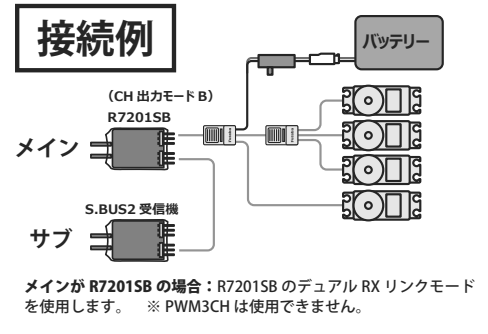 接続例
バッテリー
（CH 出力モード B）
R7201SB
メイン
S.BUS2 受信機
サブ
メインが R7201SB の場合：R7201SB のデュアル RX リンクモード
を使用します。　※ PWM3CH は使用できません。